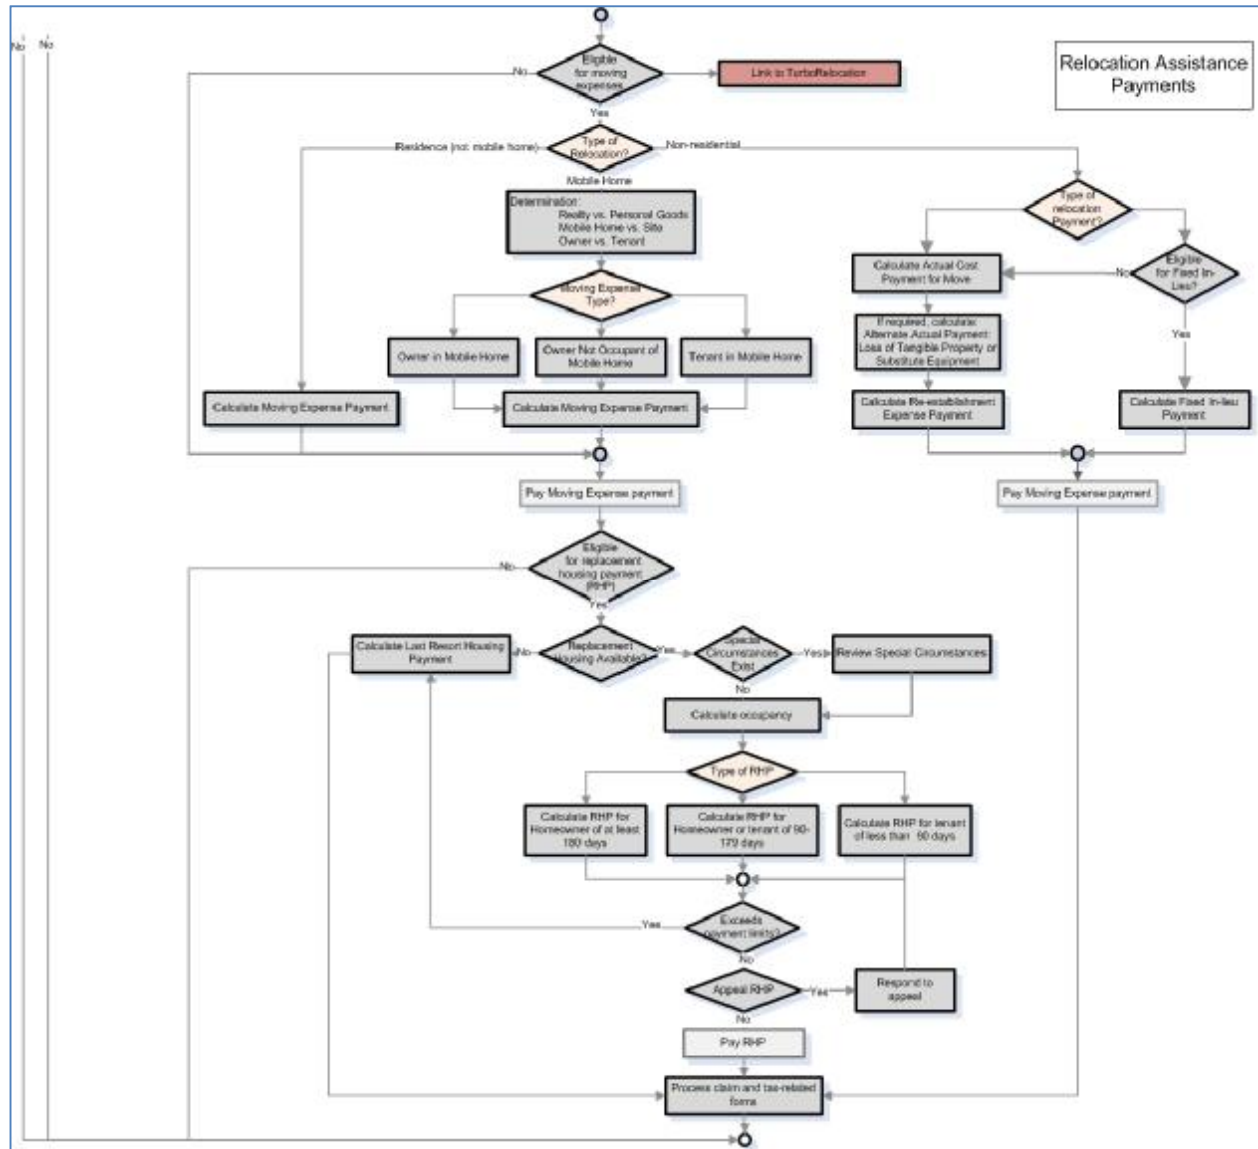 No
No
Relocation Assistance
Payments
Eligible
for moving
expenses
No
Link to TurboRelocation
Yes
Type of
Relocation?
Residence (not mobile home)
Non-residential
Mobile Home
Determination:
Realty vs. Personal Goods
Mobile Home vs. Site
Owner vs. Tenant
Type of
relocation
Payment?
Calculate Actual Cost
Payment for Move
No
Eligible
for Fixed In-
Lieu?
Moving Expense
Type?
If required, calculate
Alternate Actual Payment:
Loss of Tangible Property or
Substitute Equipment
Yes
Owner in Mobile Home
Owner Not Occupant of
Mobile Home
Tenant in Mobile Home
Calculate Moving Expense Payment
Calculate Moving Expense Payment
Calculate Re-establishment
Expense Payment
Calculate Fixed In-lieu
Payment
Pay Moving Expense payment
Pay Moving Expense payment
Eligible
for replacement
housing payment
(RHP)
No
Yes
Calculate Last Resort Housing
Payment
No
Replacement
Housing Available?
Yes
Special
Circumstances
Exist
Yes
Review Special Circumstances
No
Calculate occupancy
Type of RHP
Calculate RHP for
Homeowner of at least
180 days
Calculate RHP for
Homeowner or tenant of 90-
179 days
Calculate RHP for tenant
of less than 90 days
Yes
Exceeds
payment limits?
No
Appeal RHP
Yes
Respond to
appeal
No
Pay RHP
Process claim and tax-related
forms